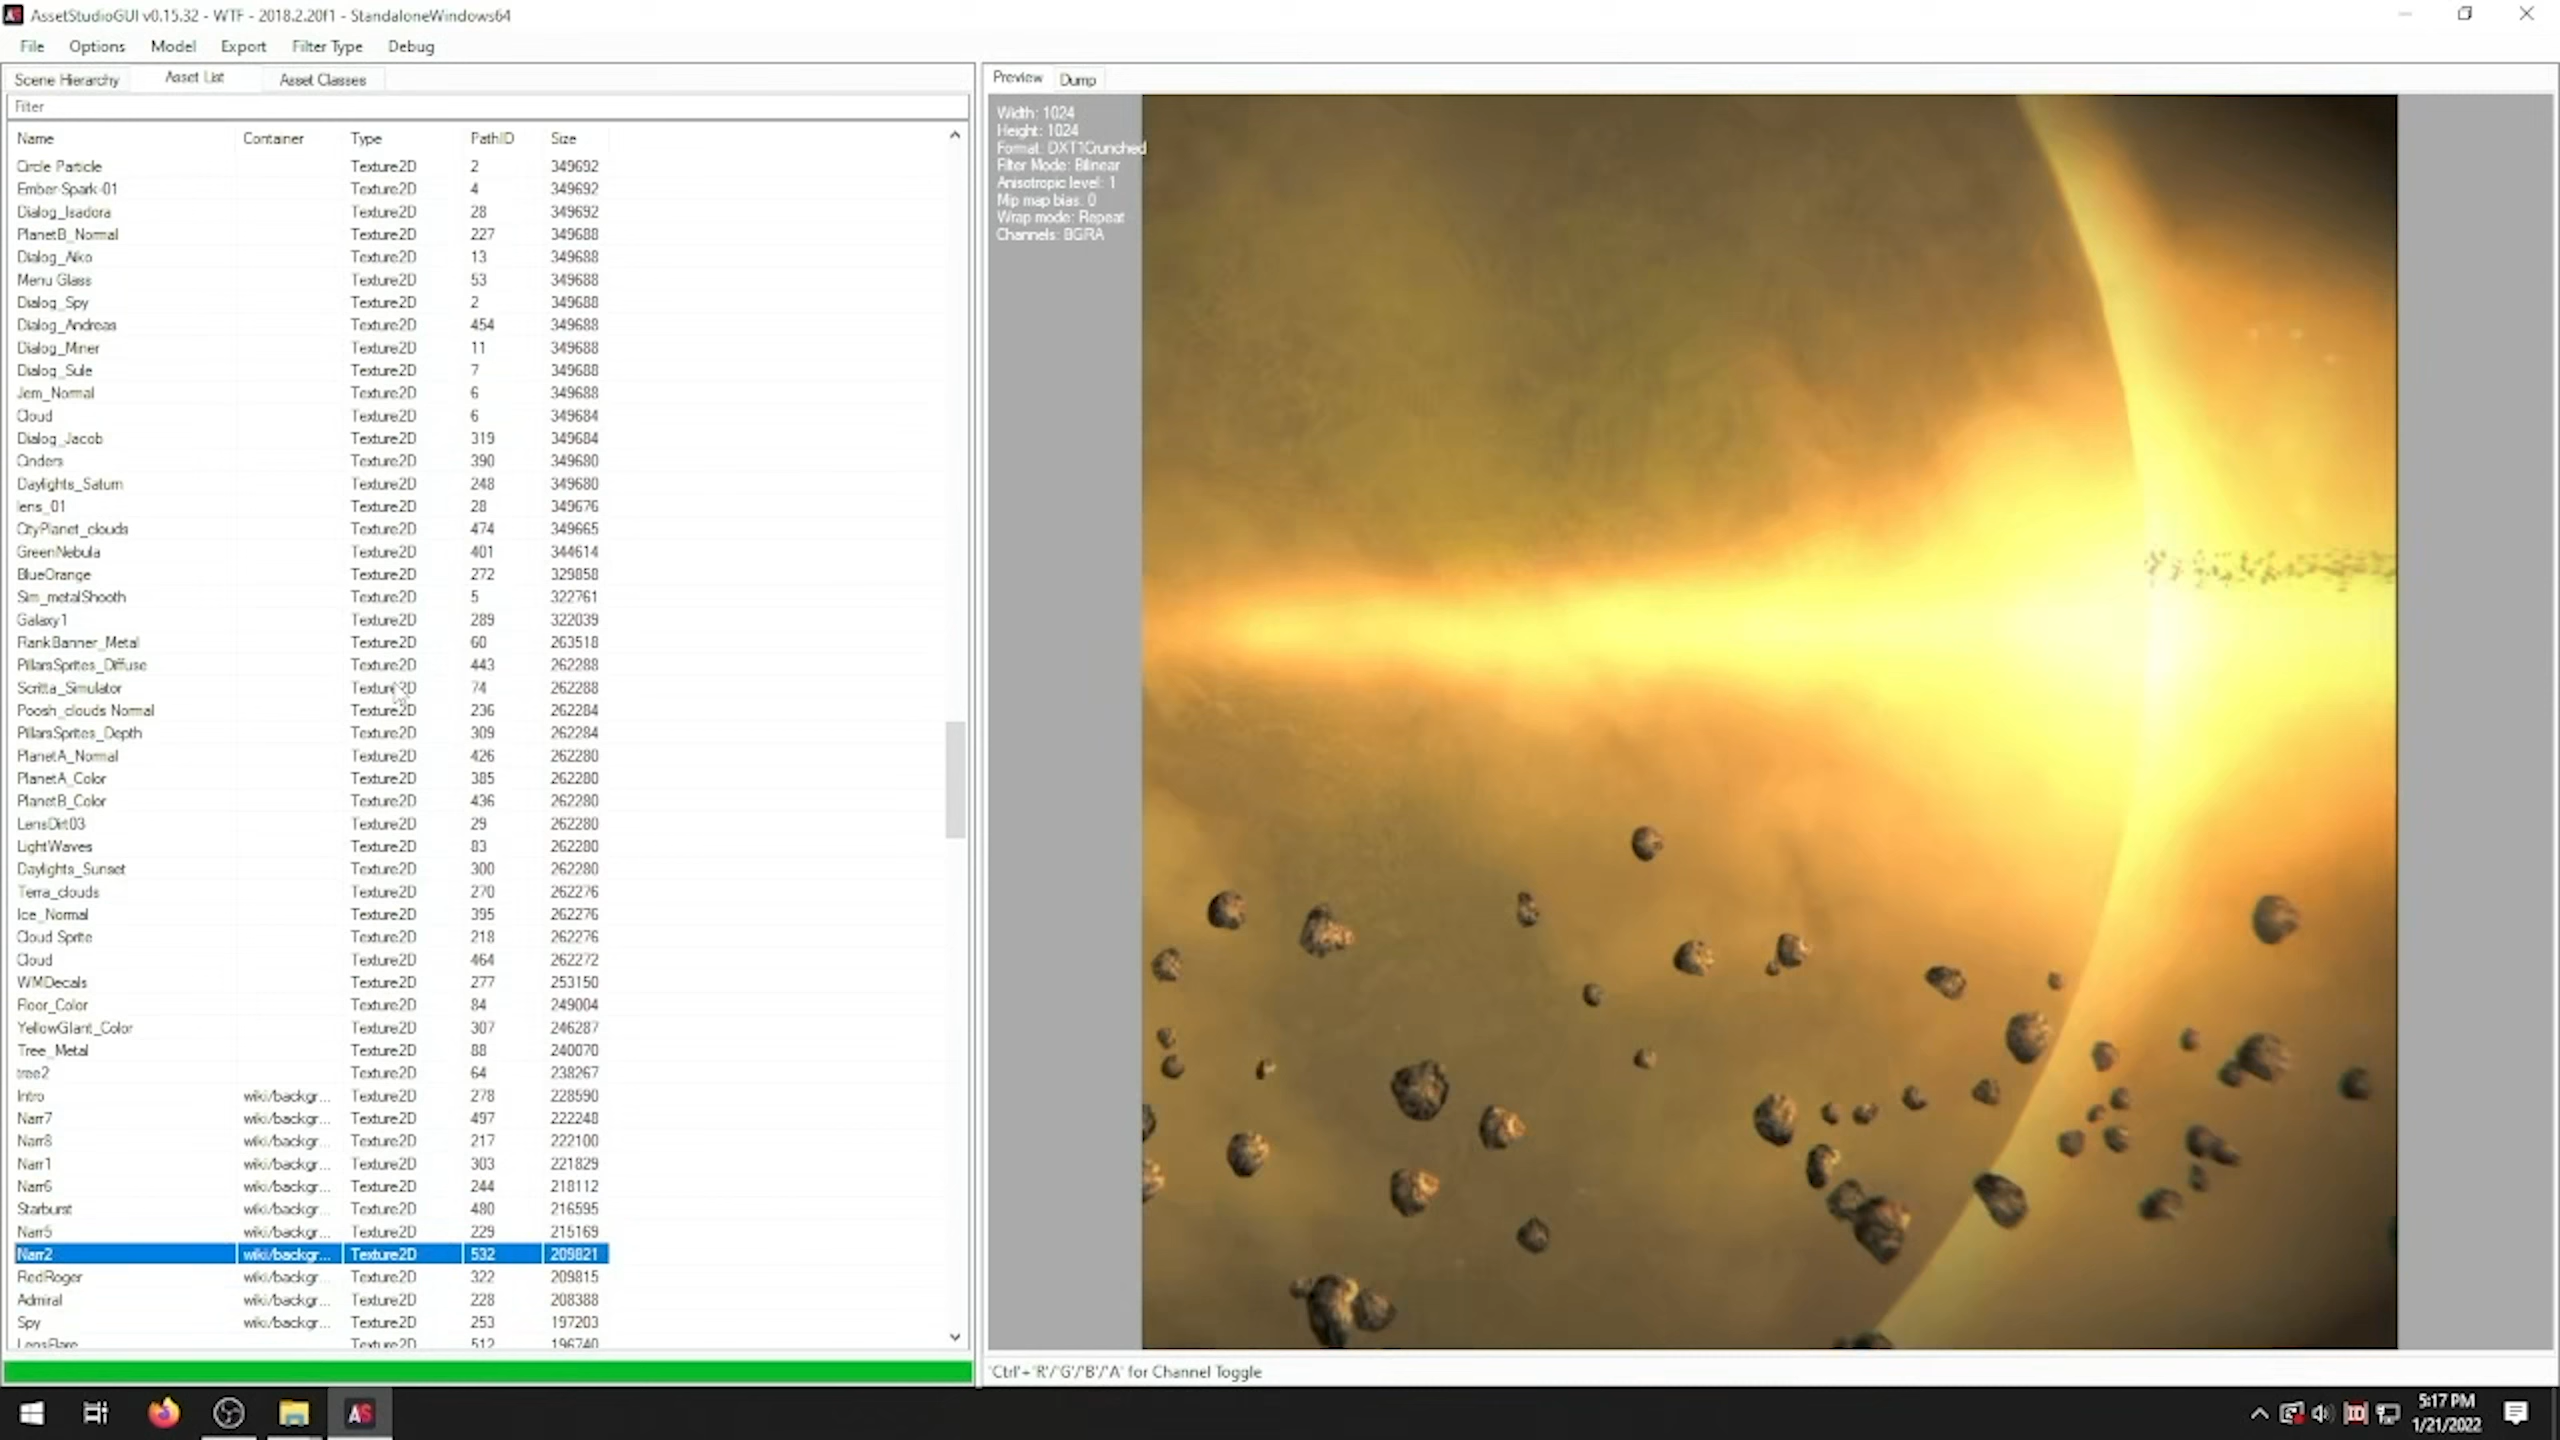 AssetStudioGUI v0.15.32 - WTF - 2018.2.20f1 - StandaloneWindows64
File Options Model Export Filter Type Debug
Scene Hierarchy Asset List Asset Classes
Filter
Name Container Type PathID Size
Circle Particle Texture2D 2 349692
Ember-Spark-01 Texture2D 4 349692
Dialog_Isadora Texture2D 28 349692
PlanetB_Normal Texture2D 227 349688
Dialog_Aiko Texture2D 13 349688
Menu Glass Texture2D 53 349688
Dialog_Spy Texture2D 2 349688
Dialog_Andreas Texture2D 454 349688
Dialog_Miner Texture2D 11 349688
Dialog_Sule Texture2D 7 349688
Jem_Normal Texture2D 6 349688
Cloud Texture2D 6 349684
Dialog_Jacob Texture2D 319 349684
Cinders Texture2D 390 349680
Daylights_Saturn Texture2D 248 349680
lens_01 Texture2D 28 349676
CityPlanet_clouds Texture2D 474 349665
GreenNebula Texture2D 401 344614
BlueOrange Texture2D 272 329858
Sim_metalShooth Texture2D 5 322761
Galaxy1 Texture2D 289 322039
RankBanner_Metal Texture2D 60 263518
PillarsSprites_Diffuse Texture2D 443 262288
Scritta_Simulator Texture2D 74 262288
Poosh_clouds Normal Texture2D 236 262284
PillarsSprites_Depth Texture2D 309 262284
PlanetA_Normal Texture2D 426 262280
PlanetA_Color Texture2D 385 262280
PlanetB_Color Texture2D 436 262280
LensDirt03 Texture2D 29 262280
LightWaves Texture2D 83 262280
Daylights_Sunset Texture2D 300 262280
Terra_clouds Texture2D 270 262276
Ice_Normal Texture2D 395 262276
Cloud Sprite Texture2D 218 262276
Cloud Texture2D 464 262272
WMDecals Texture2D 277 253150
Floor_Color Texture2D 84 249004
YellowGIant_Color Texture2D 307 246287
Tree_Metal Texture2D 88 240070
tree2 Texture2D 64 238267
Intro wiki/backgr... Texture2D 278 228590
Narr7 wiki/backgr... Texture2D 497 222248
Narr8 wiki/backgr... Texture2D 217 222100
Narr1 wiki/backgr... Texture2D 303 221829
Narr6 wiki/backgr... Texture2D 244 218112
Starburst wiki/backgr... Texture2D 480 216595
Narr5 wiki/backgr... Texture2D 229 215169
Narr2 wiki/backgr... Texture2D 532 209821
RedRoger wiki/backgr... Texture2D 322 209815
Admiral wiki/backgr... Texture2D 228 208388
Spy wiki/backgr... Texture2D 253 197203
LensFlare Texture2D 512 196740
Preview Dump
Width: 1024
Height: 1024
Format: DXT1Crunched
Filter Mode: Bilinear
Anisotropic level: 1
Mip map bias: 0
Wrap mode: Repeat
Channels: BGRA
'Ctrl'+'R'/'G'/'B'/'A' for Channel Toggle
AS
5:17 PM
1/21/2022